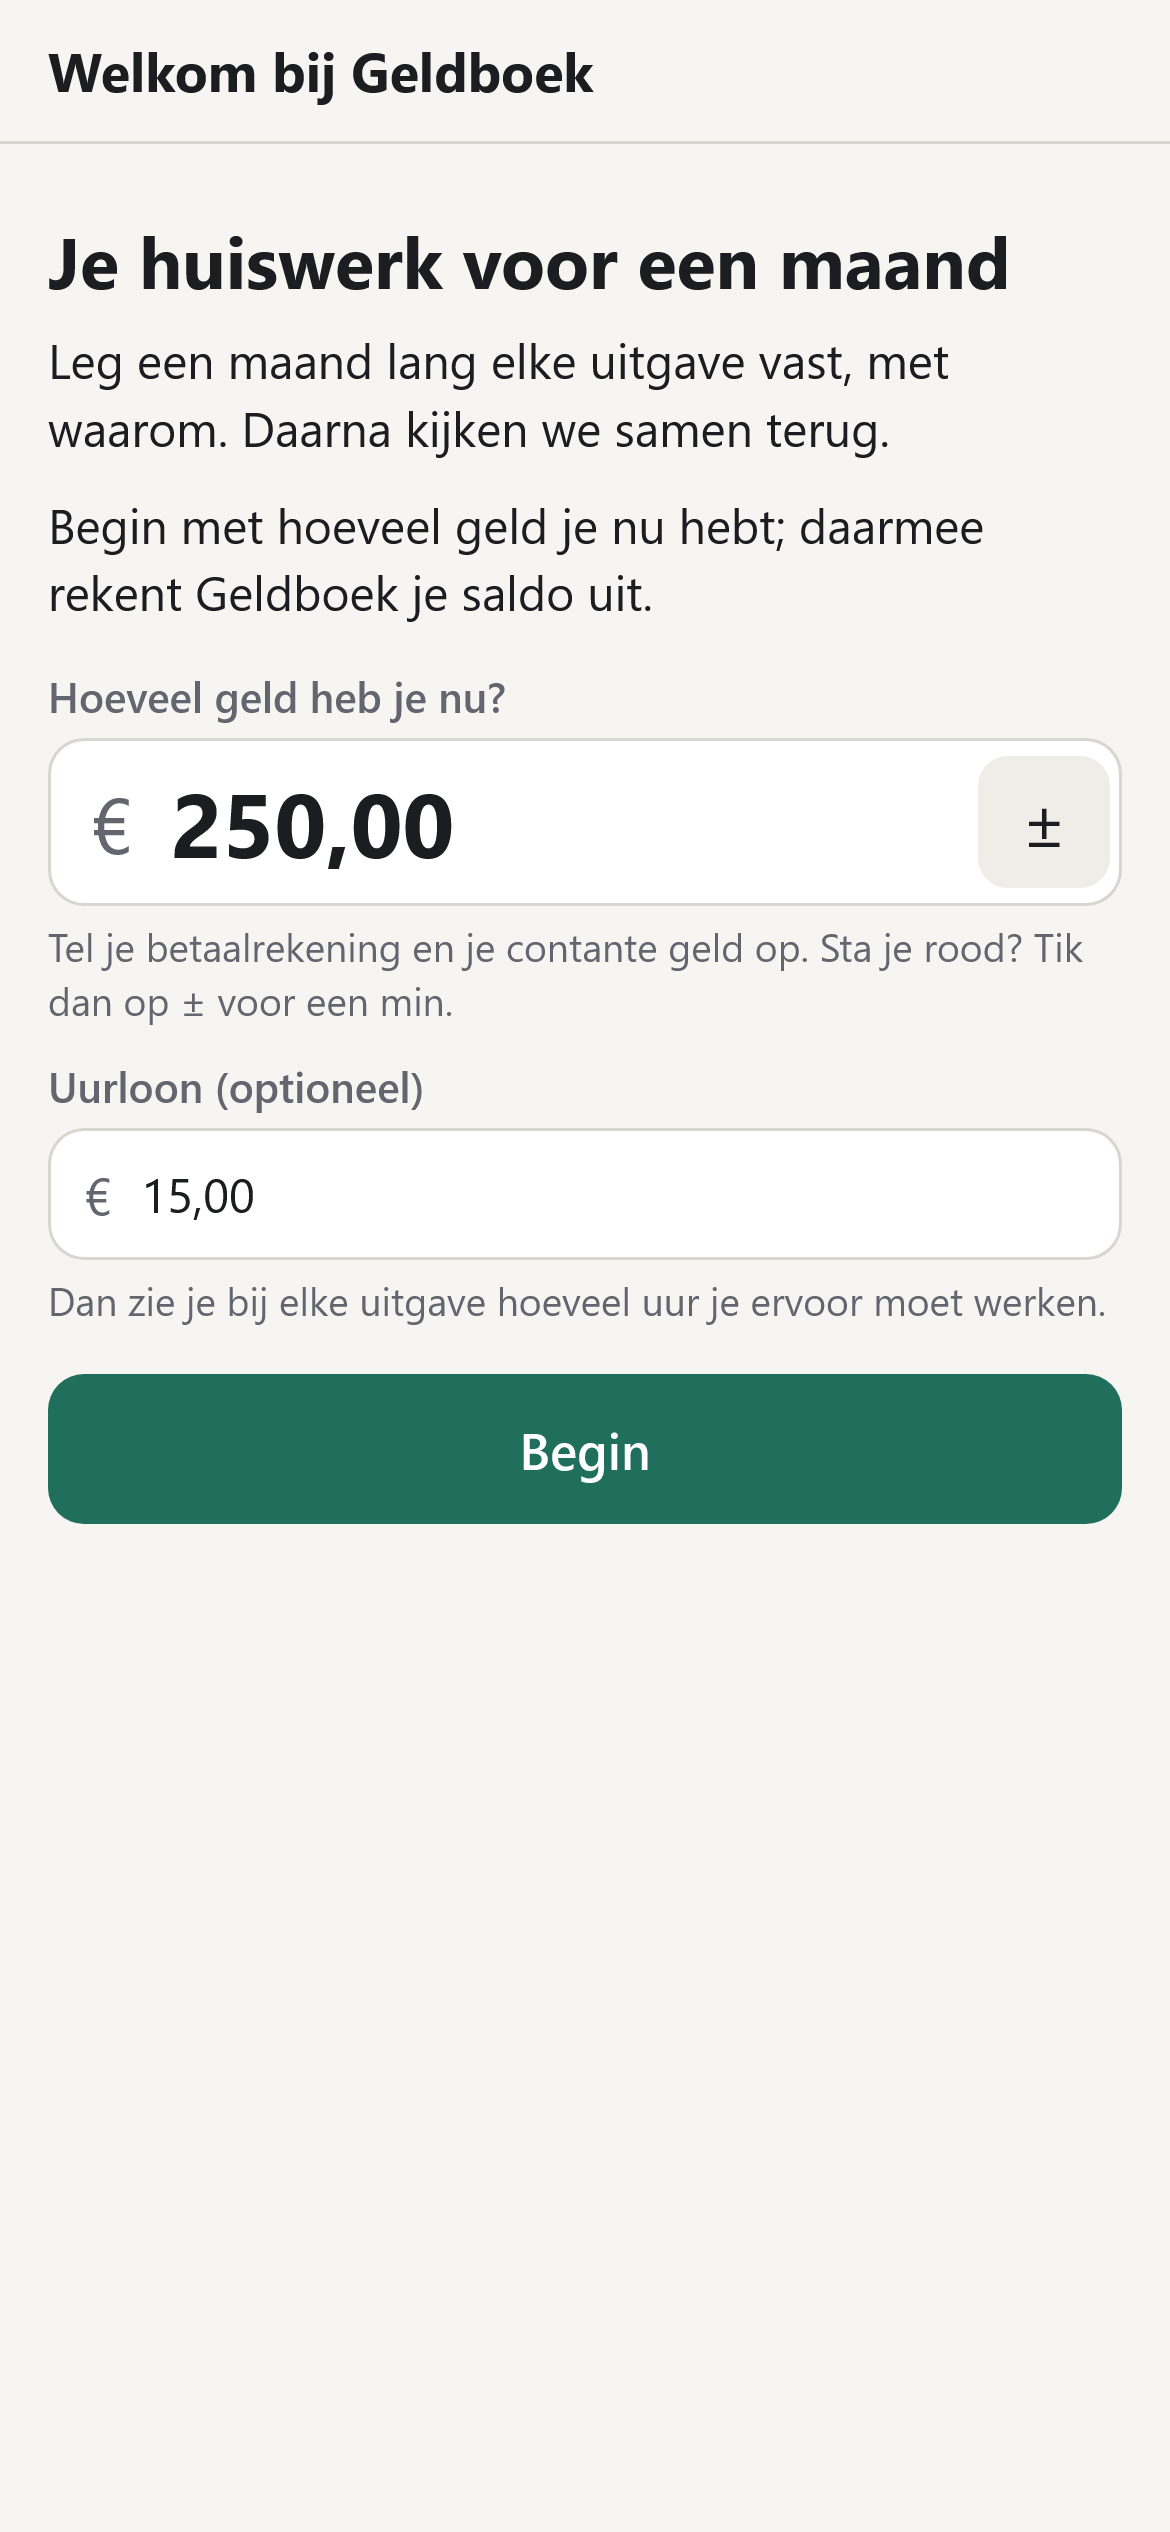 Welkom bij Geldboek
Je huiswerk voor een maand
Leg een maand lang elke uitgave vast, met
waarom. Daarna kijken we samen terug.
Begin met hoeveel geld je nu hebt; daarmee
rekent Geldboek je saldo uit.
Hoeveel geld heb je nu?
€ 250,00 ±
Tel je betaalrekening en je contante geld op. Sta je rood? Tik
dan op ± voor een min.
Uurloon (optioneel)
€ 15,00
Dan zie je bij elke uitgave hoeveel uur je ervoor moet werken.
Begin